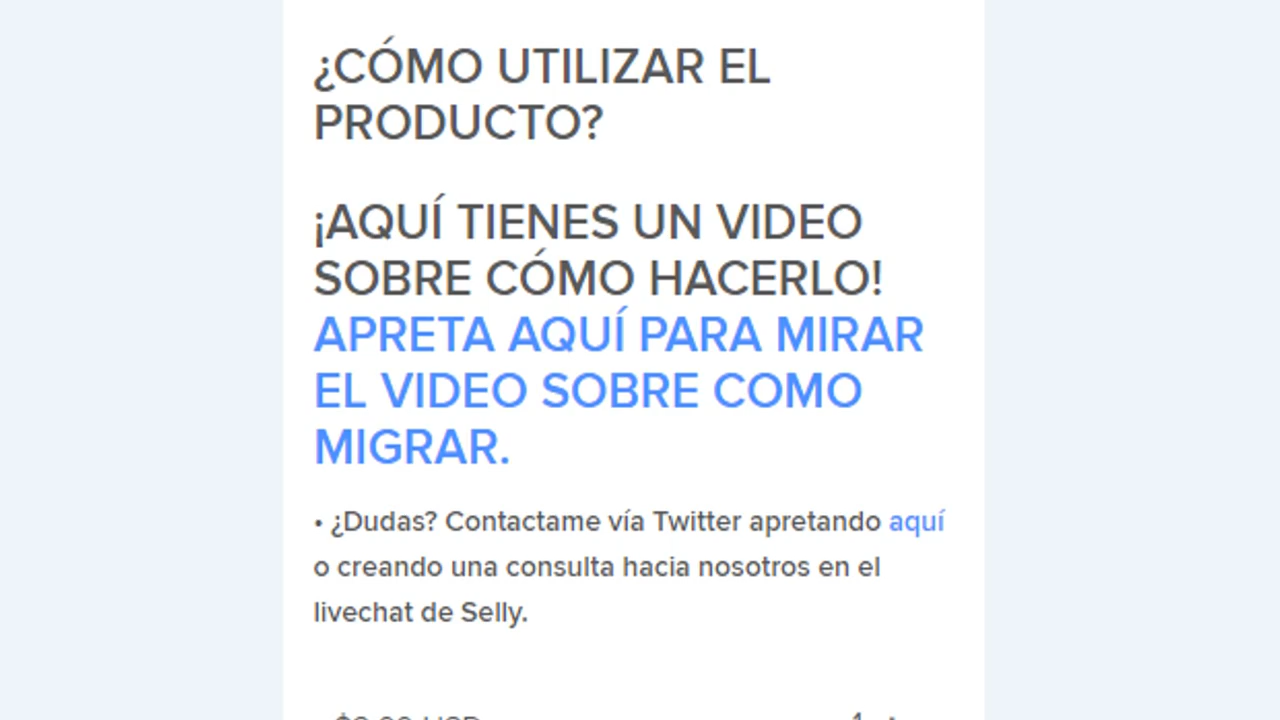 ¿CÓMO UTILIZAR EL
PRODUCTO?
¡AQUÍ TIENES UN VIDEO
SOBRE CÓMO HACERLO!
APRETA AQUÍ PARA MIRAR
EL VIDEO SOBRE COMO
MIGRAR.
• ¿Dudas? Contactame vía Twitter apretando aquí
o creando una consulta hacia nosotros en el
livechat de Selly.